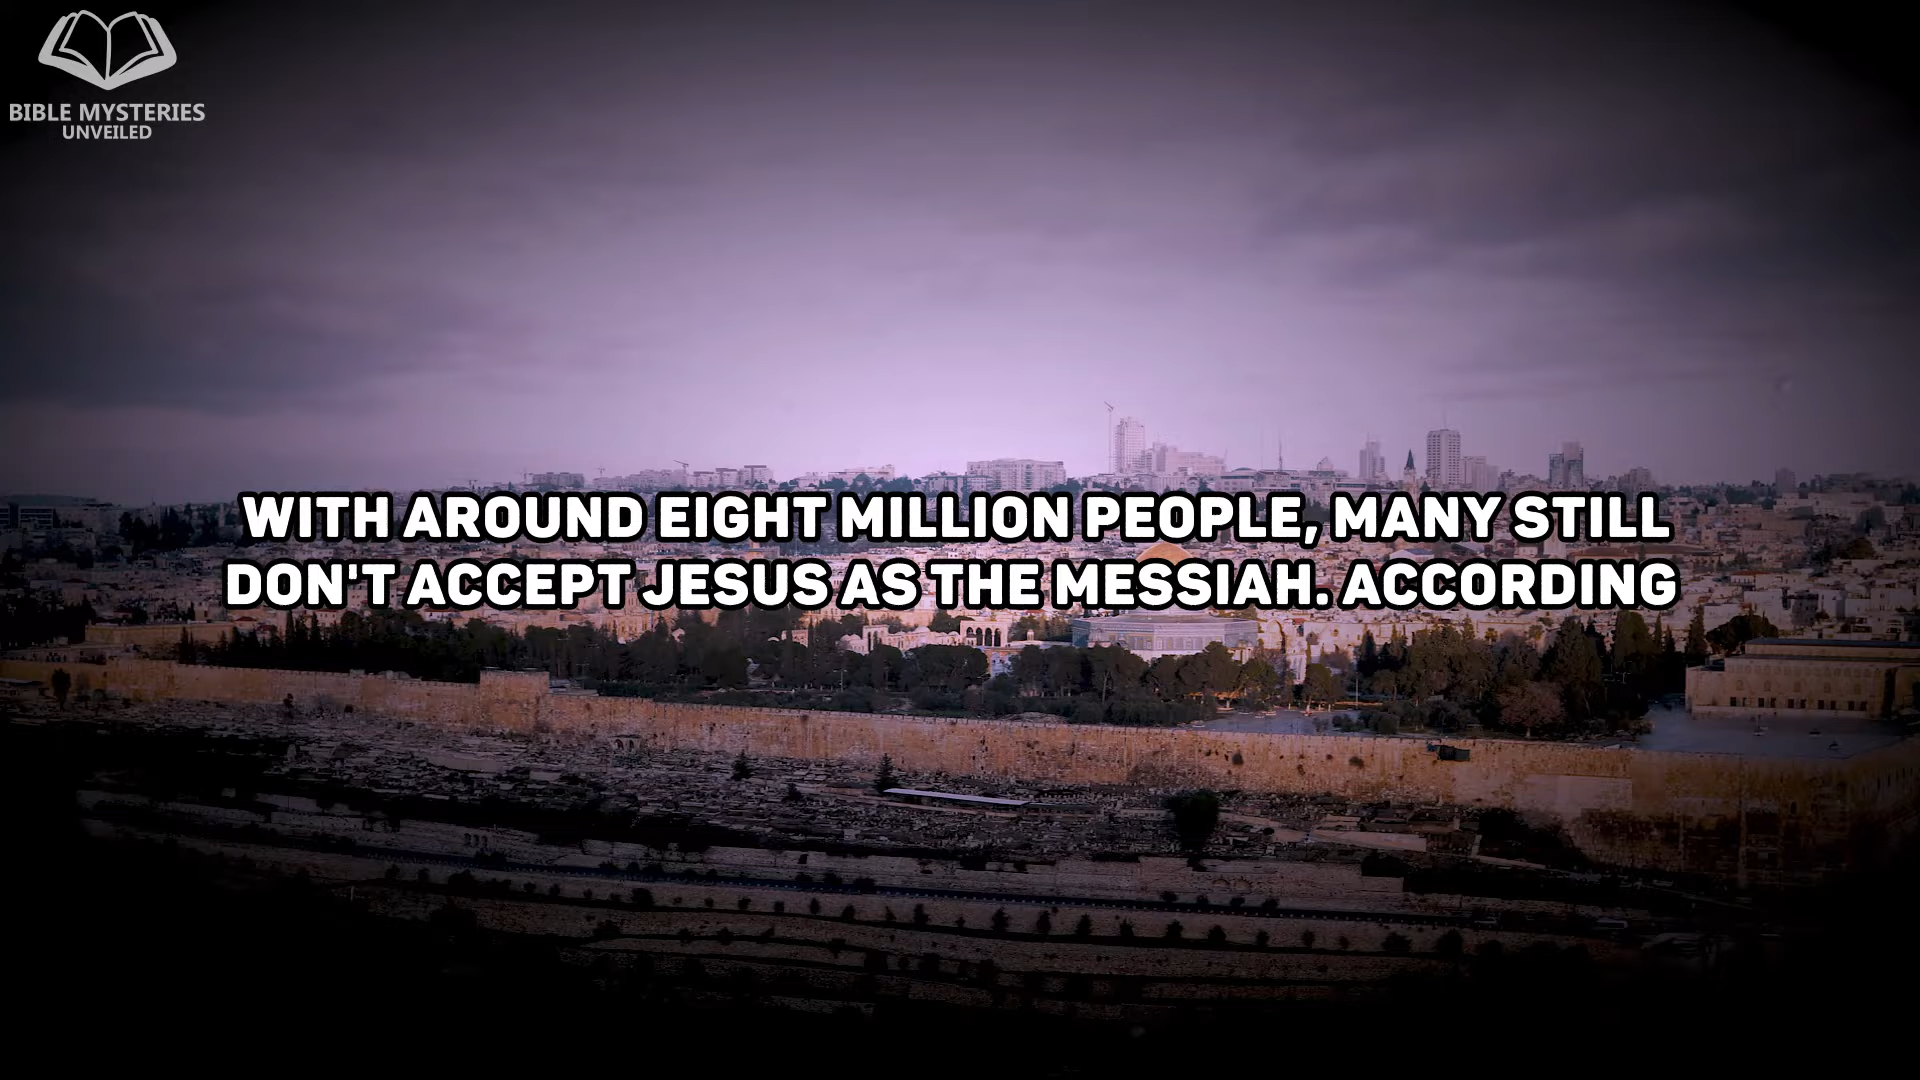 BIBLE MYSTERIES
UNVEILED
WITH AROUND EIGHT MILLION PEOPLE, MANY STILL
DON'T ACCEPT JESUS AS THE MESSIAH. ACCORDING